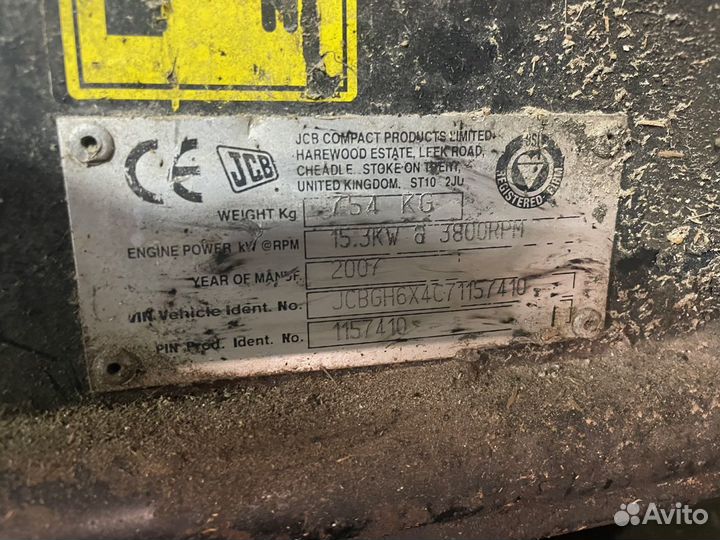 CE
JCB
JCB COMPACT PRODUCTS LIMITED
HAREWOOD ESTATE, LEEK ROAD,
CHEADLE. STOKE ON TRENT,
UNITED KINGDOM. ST10 2JU
BSI
REGISTERED FIRM
WEIGHT Kg 754 KG
ENGINE POWER kW @RPM 15.3KW @ 3800RPM
YEAR OF MANUF. 2007
VIN Vehicle Ident. No. JCBGH6X4C71157410
PIN Prod. Ident. No. 1157410
Avito